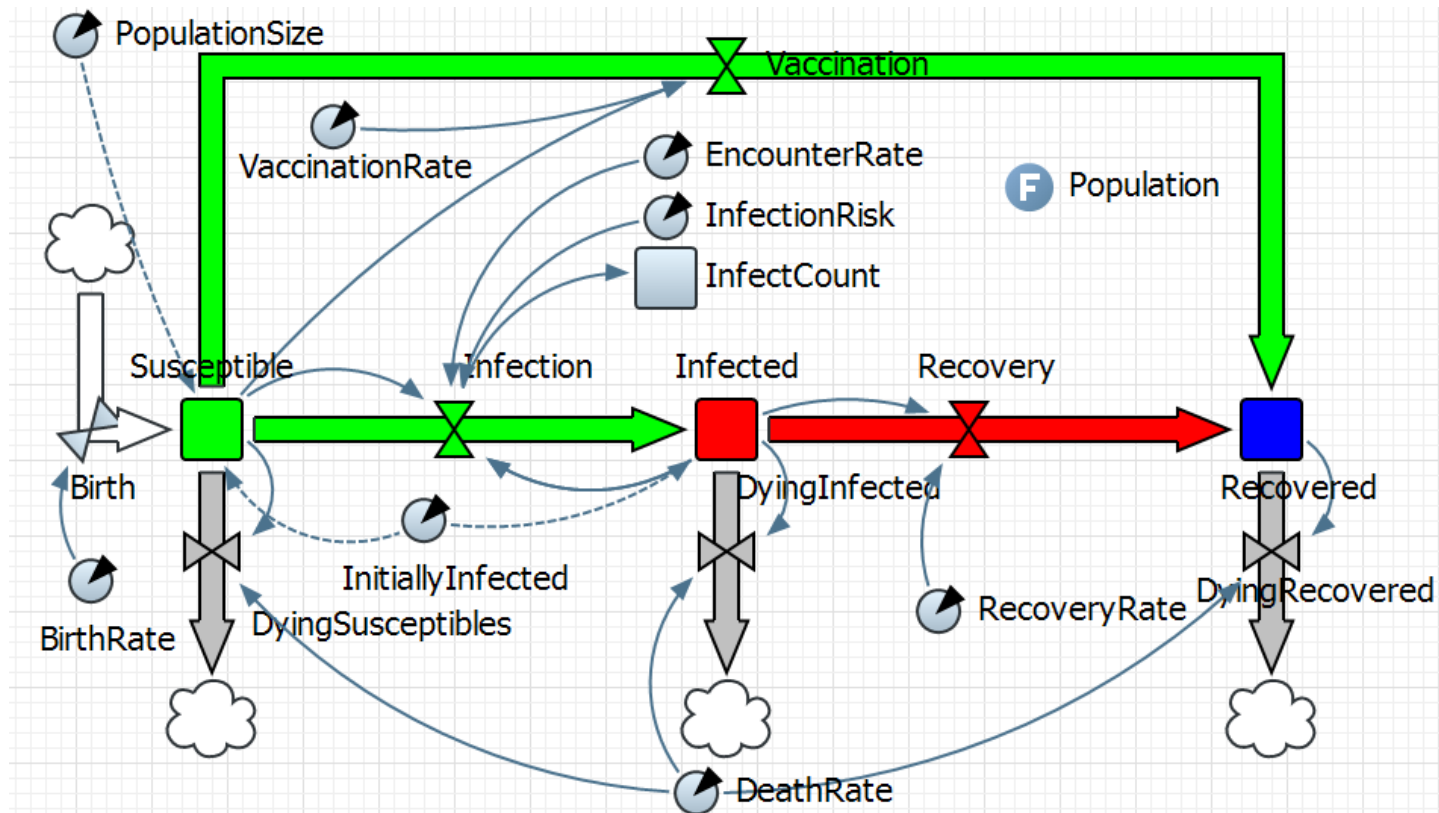 PopulationSize
Vaccination
VaccinationRate
EncounterRate
F
Population
InfectionRisk
InfectCount
Susceptible
Infection
Infected
Recovery
Birth
DyingInfected
Recovered
InitiallyInfected
DyingRecovered
RecoveryRate
DyingSusceptibles
BirthRate
DeathRate